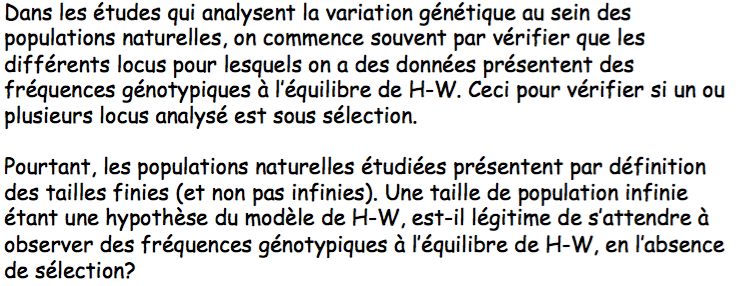 Dans les études qui analysent la variation génétique au sein des
populations naturelles, on commence souvent par vérifier que les
différents locus pour lesquels on a des données présentent des
fréquences génotypiques à l'équilibre de H-W. Ceci pour vérifier si un ou
plusieurs locus analysé est sous sélection.
Pourtant, les populations naturelles étudiées présentent par définition
des tailles finies (et non pas infinies). Une taille de population infinie
étant une hypothèse du modèle de H-W, est-il légitime de s'attendre à
observer des fréquences génotypiques à l'équilibre de H-W, en l'absence
de sélection?